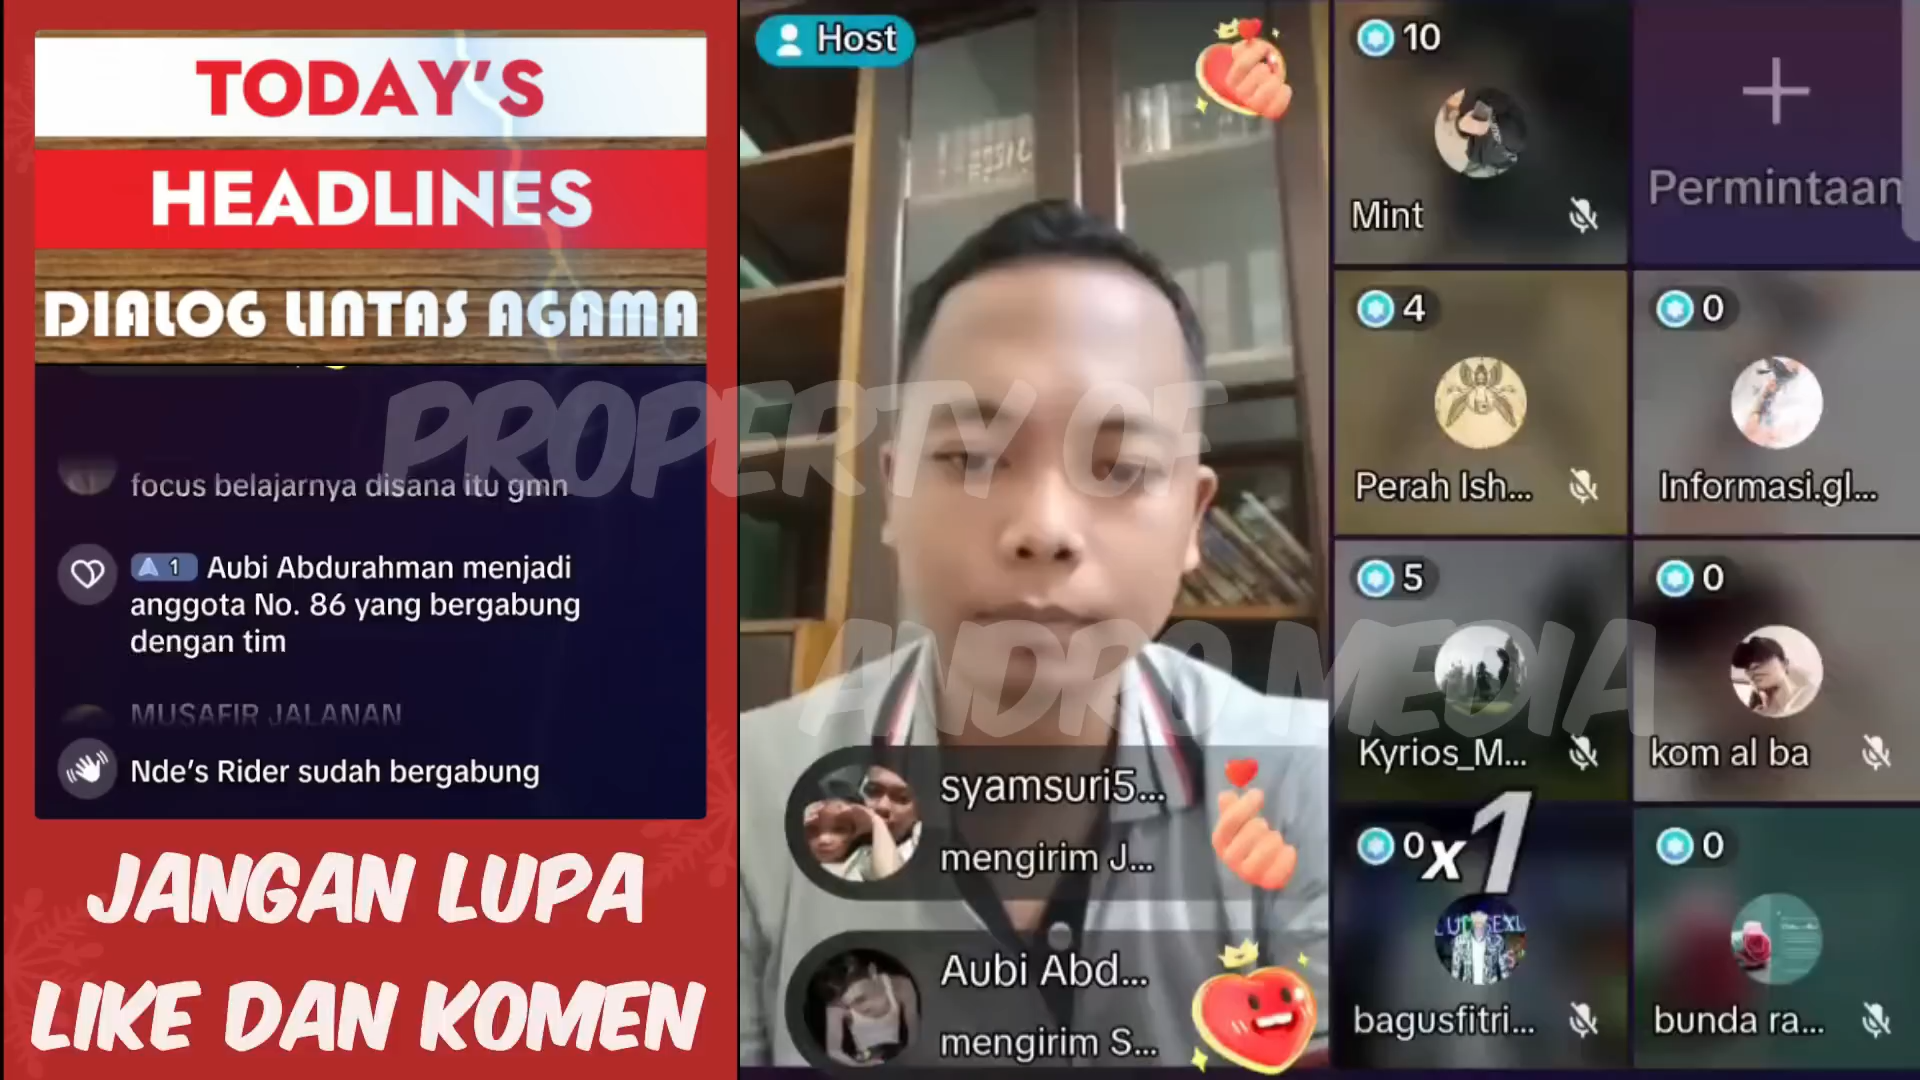 TODAY'S
HEADLINES
DIALOG LINTAS AGAMA
focus belajarnya disana itu gmn
1 Aubi Abdurahman menjadi
anggota No. 86 yang bergabung
dengan tim
MUSAFIR JALANAN
Nde's Rider sudah bergabung
JANGAN LUPA
LIKE DAN KOMEN
PROPERTY OF
ANDRO MEDIA
Host
syamsuri5...
mengirim J...
Aubi Abd...
mengirim S...
10
Mint
Permintaan
4
Perah Ish...
0
Informasi.gl...
5
Kyrios_M...
0
kom al ba
0
x1
bagusfitri...
0
bunda ra...